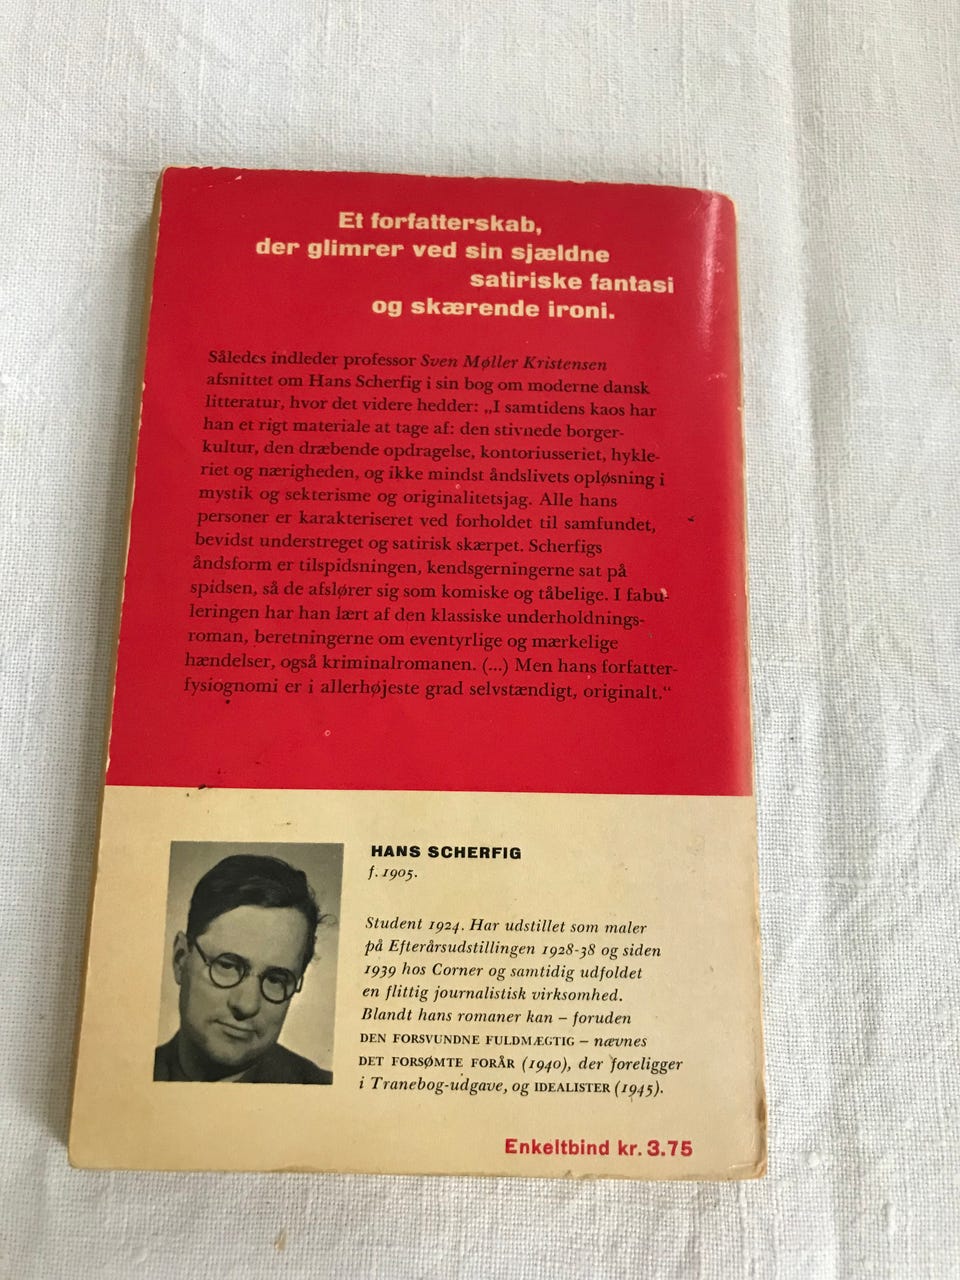 Et forfatterskab,
der glimrer ved sin sjældne
satiriske fantasi
og skærende ironi.
Således indleder professor Sven Møller Kristensen
afsnittet om Hans Scherfig i sin bog om moderne dansk
litteratur, hvor det videre hedder: „I samtidens kaos har
han et rigt materiale at tage af: den stivnede borger-
kultur, den dræbende opdragelse, kontoriusseriet, hykle-
riet og nærigheden, og ikke mindst åndslivets opløsning i
mystik og sekterisme og originalitetsjag. Alle hans
personer er karakteriseret ved forholdet til samfundet,
bevidst understreget og satirisk skærpet. Scherfigs
åndsform er tilspidsningen, kendsgerningerne sat på
spidsen, så de afslører sig som komiske og tåbelige. I fabu-
leringen har han lært af den klassiske underholdnings-
roman, beretningerne om eventyrlige og mærkelige
hændelser, også kriminalromanen. (...) Men hans forfatter-
fysiognomi er i allerhøjeste grad selvstændigt, originalt.“
HANS SCHERFIG
f. 1905.
Student 1924. Har udstillet som maler
på Efterårsudstillingen 1928-38 og siden
1939 hos Corner og samtidig udfoldet
en flittig journalistisk virksomhed.
Blandt hans romaner kan – foruden
DEN FORSVUNDNE FULDMÆGTIG – nævnes
DET FORSØMTE FORÅR (1940), der foreligger
i Tranebog-udgave, og IDEALISTER (1945).
Enkeltbind kr. 3.75